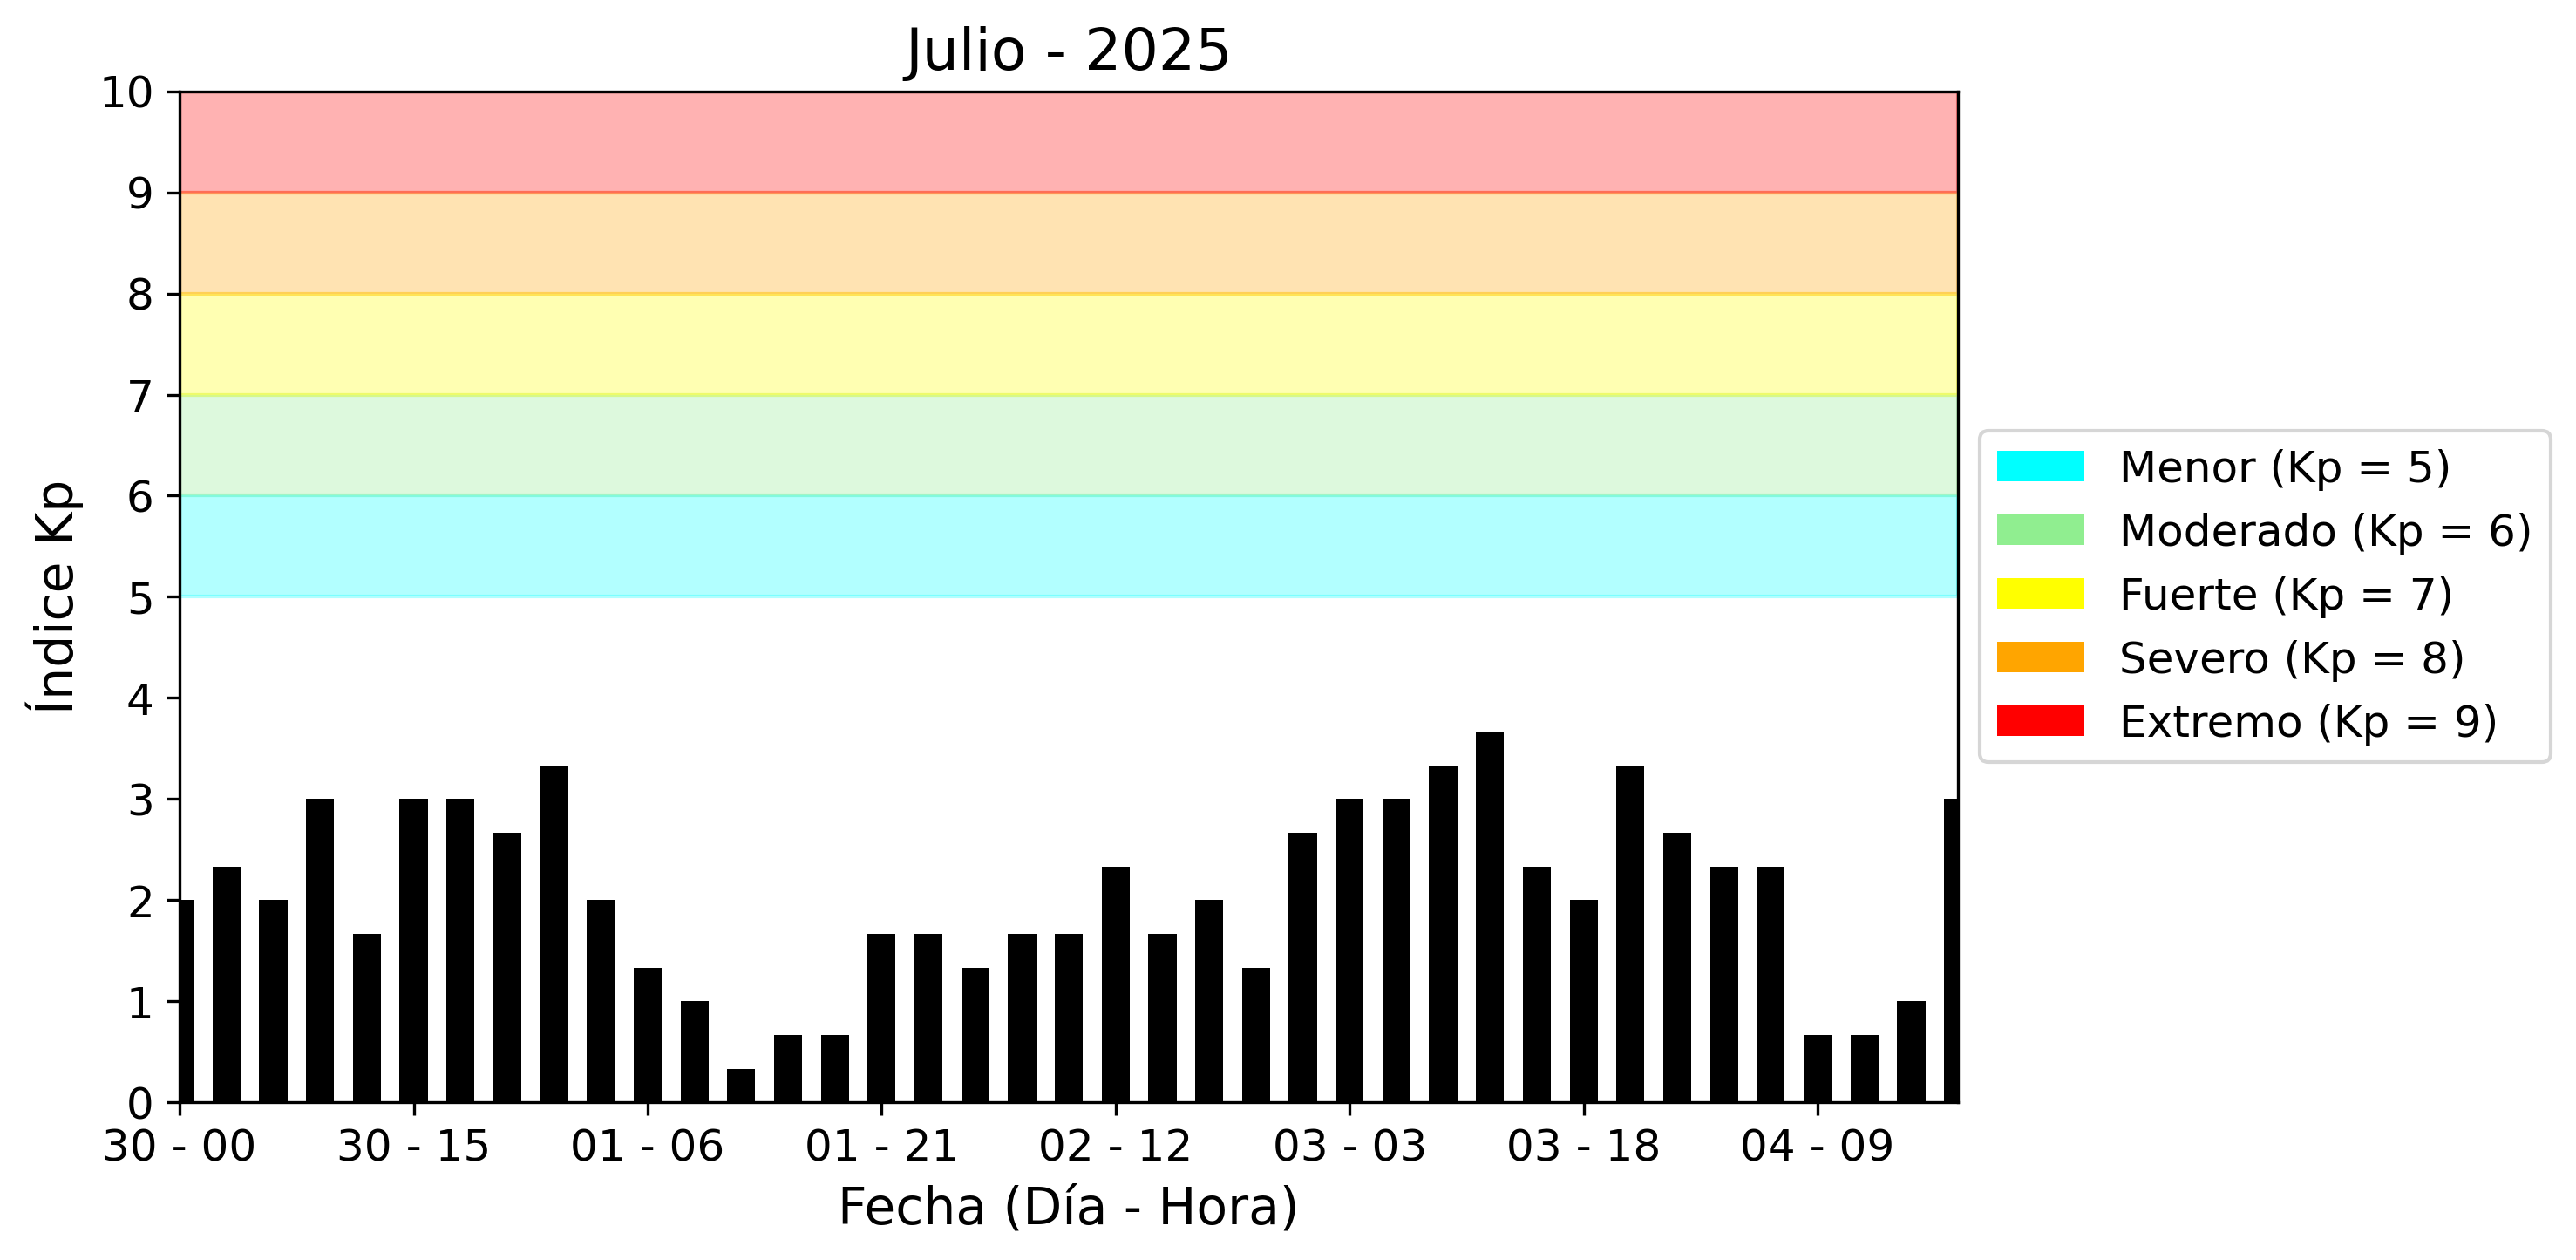 Julio - 2025
10
9
8
7
6
5
4
3
2
1
0
Índice Kp
30 - 00
30 - 15
01 - 06
01 - 21
02 - 12
03 - 03
03 - 18
04 - 09
Fecha (Día - Hora)
Menor (Kp = 5)
Moderado (Kp = 6)
Fuerte (Kp = 7)
Severo (Kp = 8)
Extremo (Kp = 9)